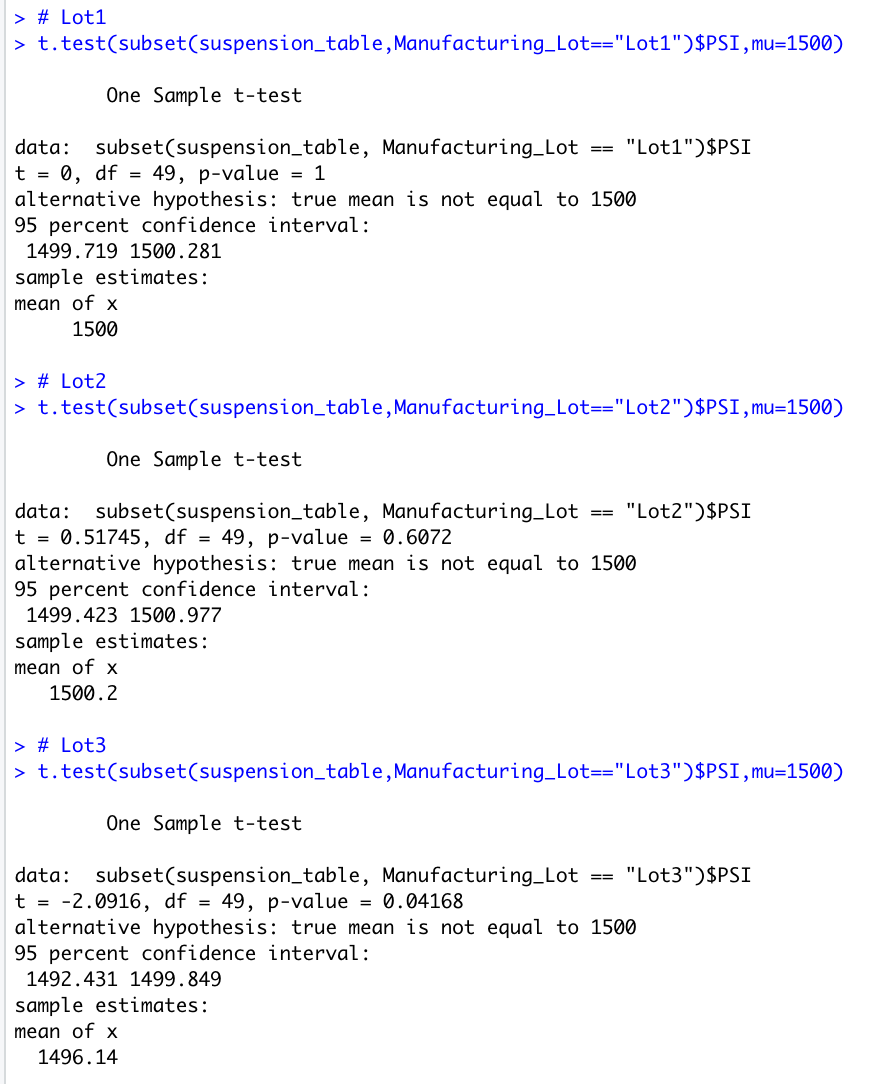 > # Lot1
> t.test(subset(suspension_table,Manufacturing_Lot=="Lot1")$PSI,mu=1500)
One Sample t-test
data:  subset(suspension_table, Manufacturing_Lot == "Lot1")$PSI
t = 0, df = 49, p-value = 1
alternative hypothesis: true mean is not equal to 1500
95 percent confidence interval:
1499.719 1500.281
sample estimates:
mean of x
1500
> # Lot2
> t.test(subset(suspension_table,Manufacturing_Lot=="Lot2")$PSI,mu=1500)
One Sample t-test
data:  subset(suspension_table, Manufacturing_Lot == "Lot2")$PSI
t = 0.51745, df = 49, p-value = 0.6072
alternative hypothesis: true mean is not equal to 1500
95 percent confidence interval:
1499.423 1500.977
sample estimates:
mean of x
1500.2
> # Lot3
> t.test(subset(suspension_table,Manufacturing_Lot=="Lot3")$PSI,mu=1500)
One Sample t-test
data:  subset(suspension_table, Manufacturing_Lot == "Lot3")$PSI
t = -2.0916, df = 49, p-value = 0.04168
alternative hypothesis: true mean is not equal to 1500
95 percent confidence interval:
1492.431 1499.849
sample estimates:
mean of x
1496.14